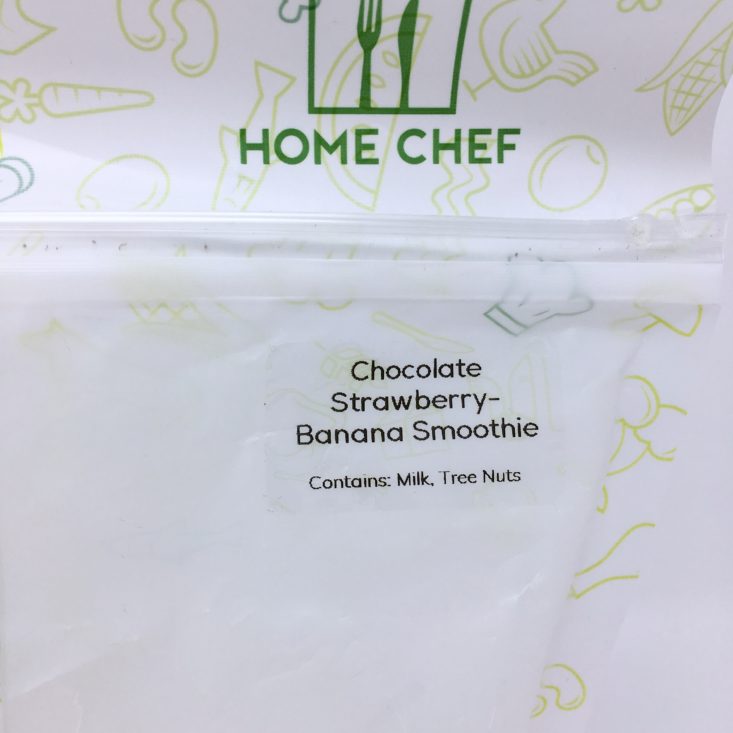 HOME CHEF
Chocolate
Strawberry-
Banana Smoothie
Contains: Milk, Tree Nuts